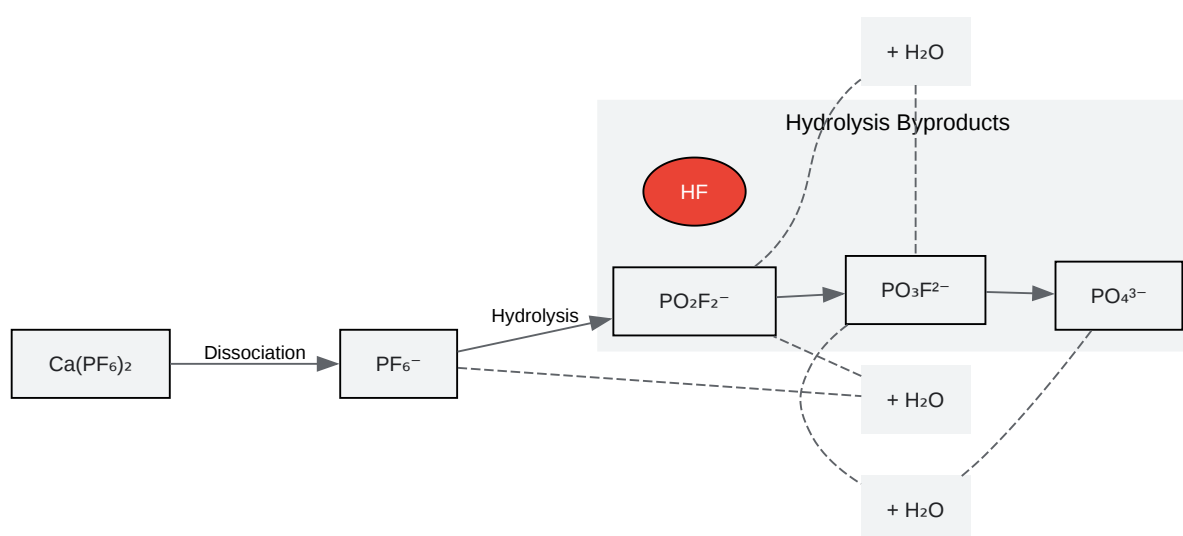 + H₂O
Hydrolysis Byproducts
HF
PO₂F₂⁻
PO₃F²⁻
PO₄³⁻
Hydrolysis
Ca(PF₆)₂
Dissociation
PF₆⁻
+ H₂O
+ H₂O